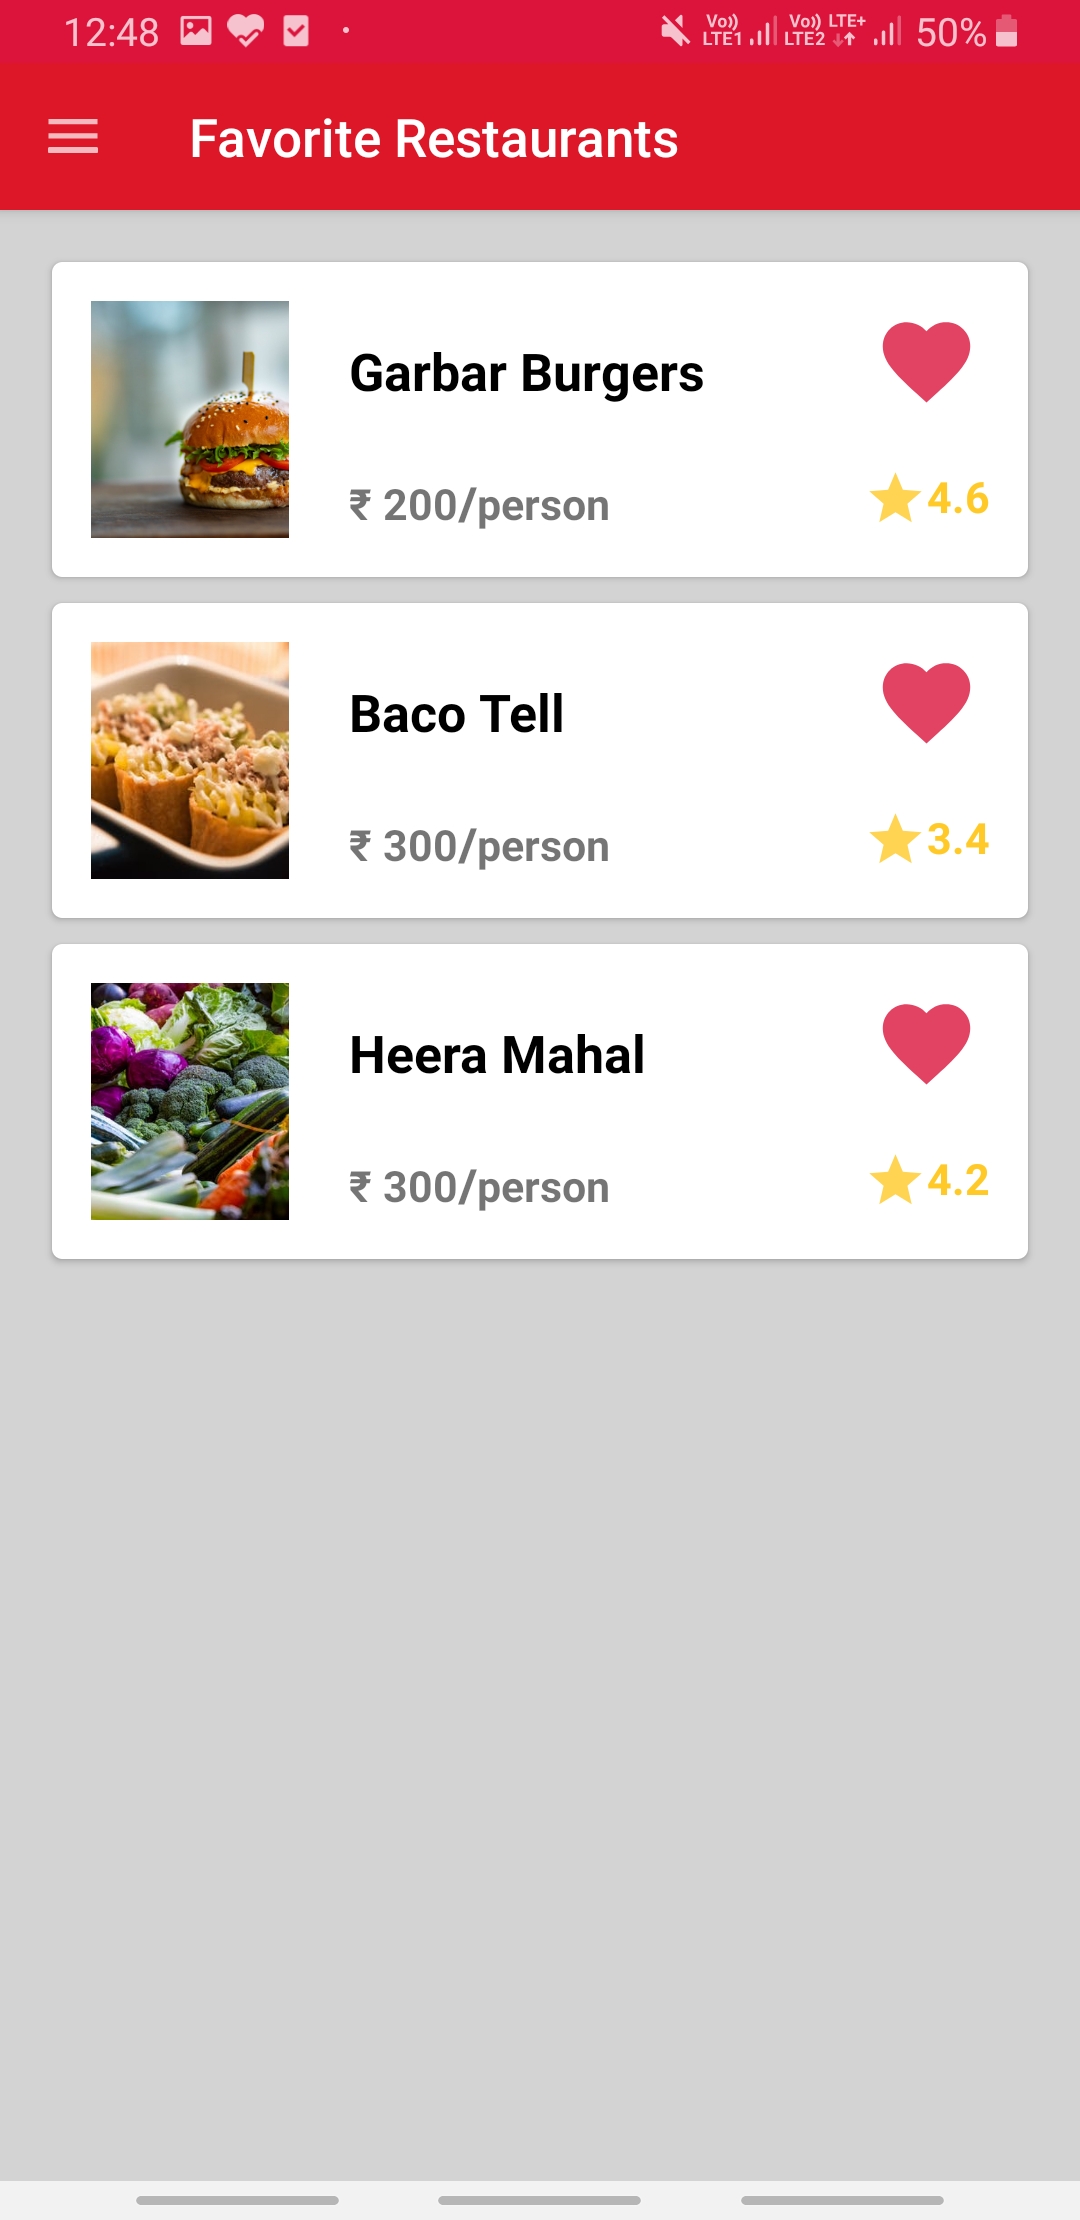 12:48 Vo)) LTE1 Vo)) LTE2 LTE+ 50%
Favorite Restaurants
Garbar Burgers
₹ 200/person
4.6
Baco Tell
₹ 300/person
3.4
Heera Mahal
₹ 300/person
4.2